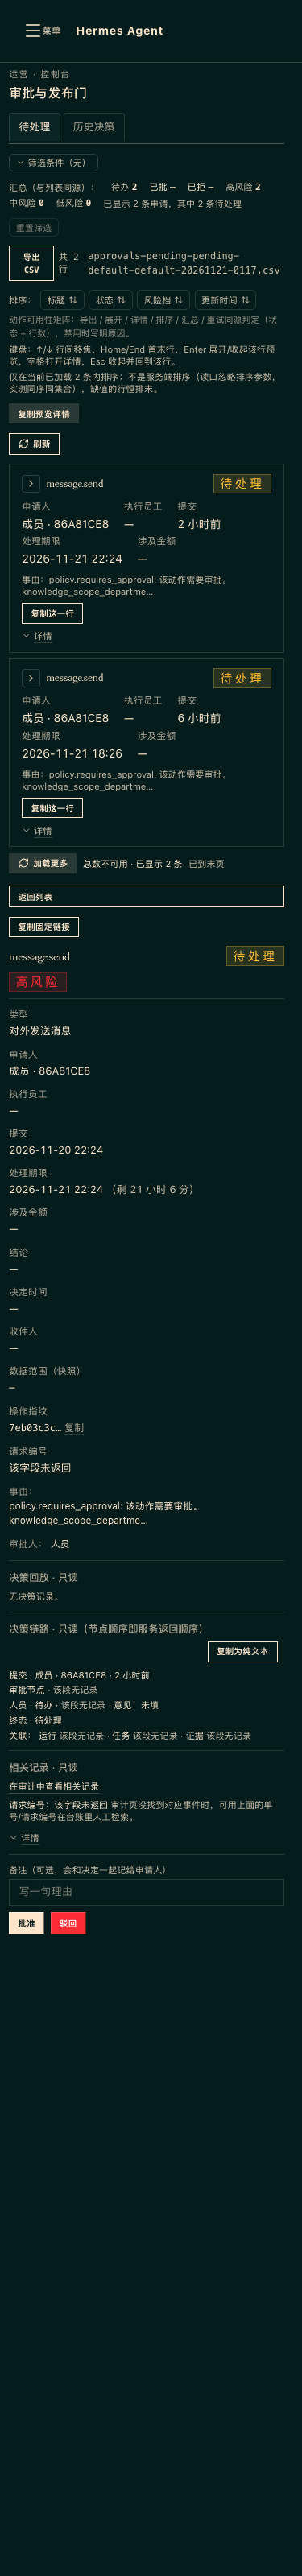 菜单 Hermes Agent
运营 · 控制台
审批与发布门
待处理 历史决策
筛选条件（无）
汇总（与列表同源）： 待办 2 已批 — 已拒 — 高风险 2
中风险 0 低风险 0 已显示 2 条申请，其中 2 条待处理
重置筛选
导出 CSV 共 2 行 approvals-pending-pending-default-default-20261121-0117.csv
排序： 标题 ⇅ 状态 ⇅ 风险档 ⇅ 更新时间 ⇅
动作可用性矩阵：导出 / 展开 / 详情 / 排序 / 汇总 / 重试同源判定（状
态 + 行数），禁用时写明原因。
键盘：↑/↓ 行间移焦，Home/End 首末行，Enter 展开/收起该行预
览，空格打开详情，Esc 收起并回到该行。
仅在当前已加载 2 条内排序；不是服务端排序（读口忽略排序参数，
实测同序同集合），缺值的行恒排末。
复制预览详情
刷新
message.send 待处理
申请人 执行员工 提交
成员 · 86A81CE8 — 2 小时前
处理期限 涉及金额
2026-11-21 22:24 —
事由：policy.requires_approval: 该动作需要审批。
knowledge_scope_departme…
复制这一行
详情
message.send 待处理
申请人 执行员工 提交
成员 · 86A81CE8 — 6 小时前
处理期限 涉及金额
2026-11-21 18:26 —
事由：policy.requires_approval: 该动作需要审批。
knowledge_scope_departme…
复制这一行
详情
加载更多 总数不可用 · 已显示 2 条 已到末页
返回列表
复制固定链接
message.send 待处理
高风险
类型
对外发送消息
申请人
成员 · 86A81CE8
执行员工
—
提交
2026-11-20 22:24
处理期限
2026-11-21 22:24 （剩 21 小时 6 分）
涉及金额
—
结论
—
决定时间
—
收件人
—
数据范围（快照）
—
操作指纹
7eb03c3c… 复制
请求编号
该字段未返回
事由：
policy.requires_approval: 该动作需要审批。
knowledge_scope_departme…
审批人： 人员
决策回放 · 只读
无决策记录。
决策链路 · 只读（节点顺序即服务返回顺序）
复制为纯文本
提交 · 成员 · 86A81CE8 · 2 小时前
审批节点 · 该段无记录
人员 · 待办 · 该段无记录 · 意见：未填
终态 · 待处理
关联： 运行 该段无记录 · 任务 该段无记录 · 证据 该段无记录
相关记录 · 只读
在审计中查看相关记录
请求编号：该字段未返回 审计页没找到对应事件时，可用上面的单
号/请求编号在台账里人工检索。
详情
备注（可选，会和决定一起记给申请人）
写一句理由
批准 驳回